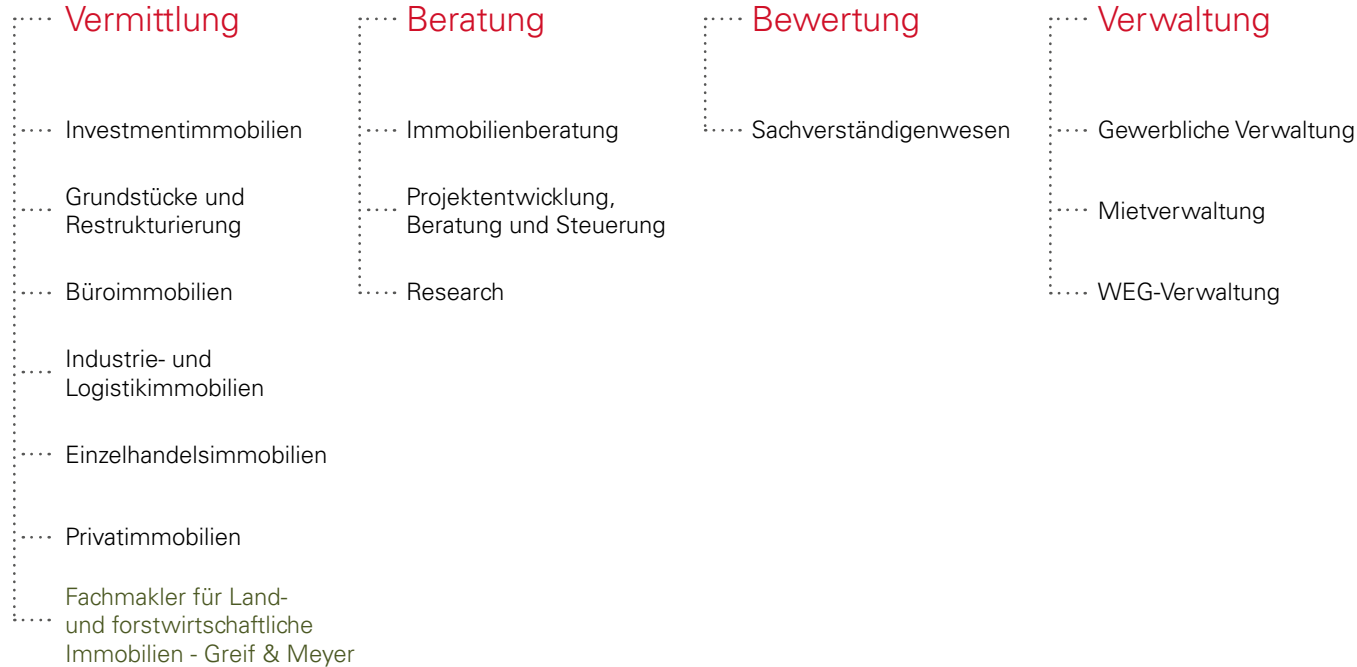 Vermittlung
Investmentimmobilien
Grundstücke und
Restrukturierung
Büroimmobilien
Industrie- und
Logistikimmobilien
Einzelhandelsimmobilien
Privatimmobilien
Fachmakler für Land-
und forstwirtschaftliche
Immobilien - Greif & Meyer
Beratung
Immobilienberatung
Projektentwicklung,
Beratung und Steuerung
Research
Bewertung
Sachverständigenwesen
Verwaltung
Gewerbliche Verwaltung
Mietverwaltung
WEG-Verwaltung